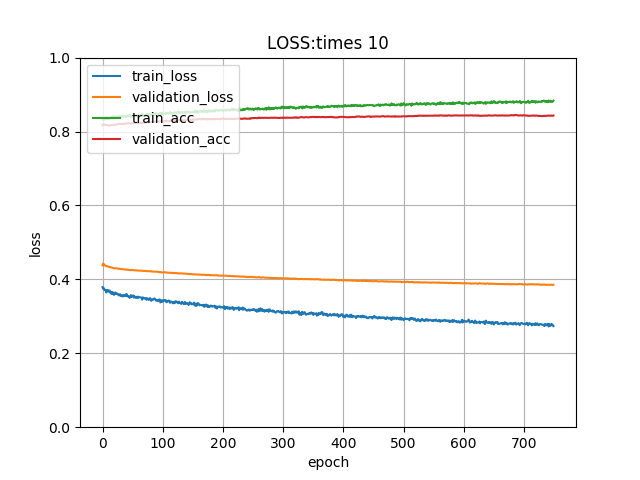 LOSS:times 10
1.0
0.8
0.6
0.4
0.2
0.0
loss
train_loss
validation_loss
train_acc
validation_acc
0 100 200 300 400 500 600 700
epoch